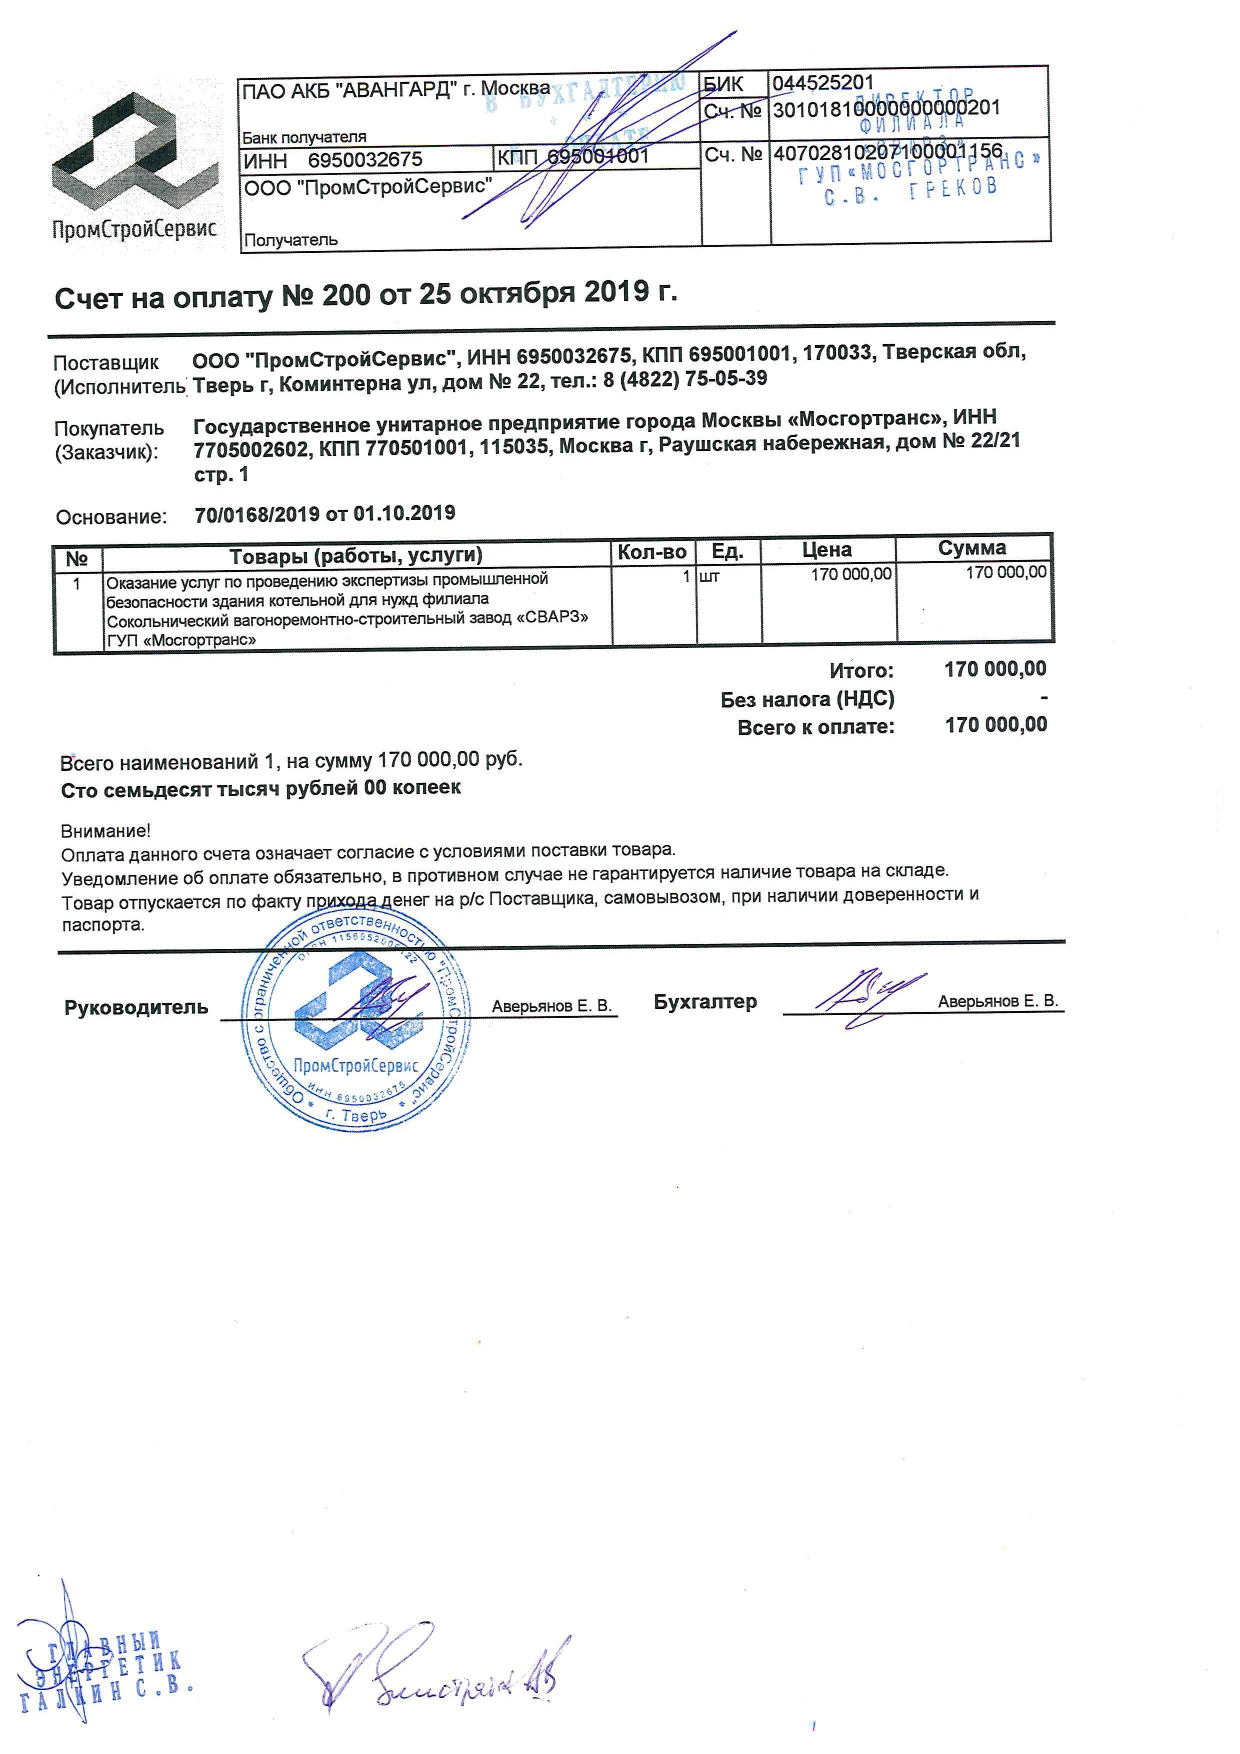 ПромСтройСервис
ПАО АКБ "АВАНГАРД" г. Москва
Банк получателя
БИК 044525201
Сч. № 30101810000000000201
ИНН 6950032675 КПП 695001001
Сч. № 40702810207100001156
ООО "ПромСтройСервис"
Получатель
В БУХГАЛТЕРИЮ
ДИРЕКТОР
ФИЛИАЛА
ГУП«МОСГОРТРАНС»
С.В. ГРЕКОВ
Счет на оплату № 200 от 25 октября 2019 г.
Поставщик ООО "ПромСтройСервис", ИНН 6950032675, КПП 695001001, 170033, Тверская обл,
(Исполнитель Тверь г, Коминтерна ул, дом № 22, тел.: 8 (4822) 75-05-39
Покупатель Государственное унитарное предприятие города Москвы «Мосгортранс», ИНН
(Заказчик): 7705002602, КПП 770501001, 115035, Москва г, Раушская набережная, дом № 22/21
стр. 1
Основание: 70/0168/2019 от 01.10.2019
№ Товары (работы, услуги) Кол-во Ед. Цена Сумма
1 Оказание услуг по проведению экспертизы промышленной 1 шт 170 000,00 170 000,00
безопасности здания котельной для нужд филиала
Сокольнический вагоноремонтно-строительный завод «СВАРЗ»
ГУП «Мосгортранс»
Итого: 170 000,00
Без налога (НДС) -
Всего к оплате: 170 000,00
Всего наименований 1, на сумму 170 000,00 руб.
Сто семьдесят тысяч рублей 00 копеек
Внимание!
Оплата данного счета означает согласие с условиями поставки товара.
Уведомление об оплате обязательно, в противном случае не гарантируется наличие товара на складе.
Товар отпускается по факту прихода денег на р/с Поставщика, самовывозом, при наличии доверенности и
паспорта.
Руководитель Аверьянов Е. В. Бухгалтер Аверьянов Е. В.
Общество с ограниченной ответственностью "ПромСтройСервис"
ПромСтройСервис
ИНН 6950032675
* г. Тверь *
ГЛАВНЫЙ
ЭНЕРГЕТИК
ГАЛКИН С.В.